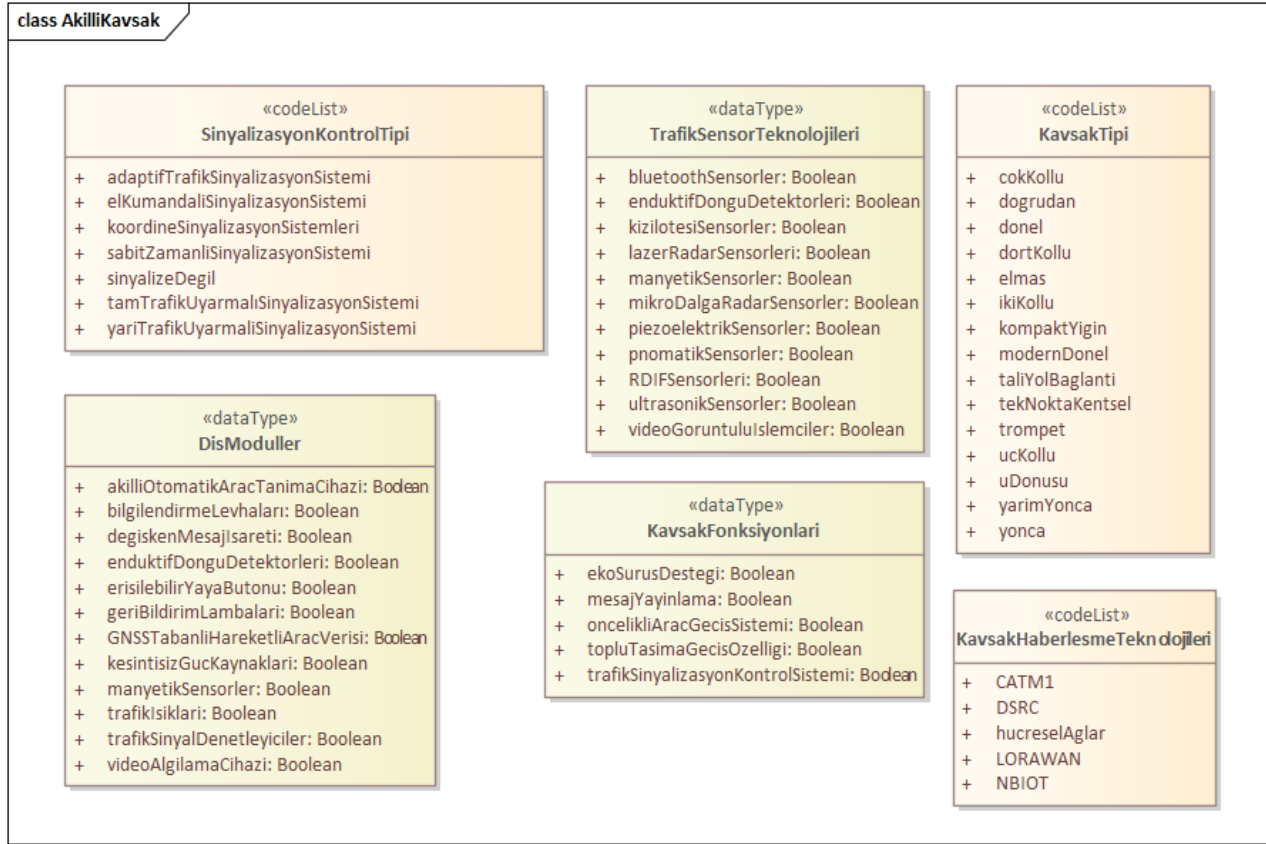 class AkilliKavsak
«codeList»
SinyalizasyonKontrolTipi
+ adaptifTrafikSinyalizasyonSistemi
+ elKumandaliSinyalizasyonSistemi
+ koordineSinyalizasyonSistemleri
+ sabitZamanliSinyalizasyonSistemi
+ sinyalizeDegil
+ tamTrafikUyarmalıSinyalizasyonSistemi
+ yariTrafikUyarmaliSinyalizasyonSistemi
«dataType»
DisModuller
+ akilliOtomatikAracTanimaCihazi: Boolean
+ bilgilendirmeLevhaları: Boolean
+ degiskenMesajIsareti: Boolean
+ enduktifDonguDetektorleri: Boolean
+ erisilebilirYayaButonu: Boolean
+ geriBildirimLambalari: Boolean
+ GNSSTabanliHareketliAracVerisi: Boolean
+ kesintisizGucKaynaklari: Boolean
+ manyetikSensorler: Boolean
+ trafikIsiklari: Boolean
+ trafikSinyalDenetleyiciler: Boolean
+ videoAlgilamaCihazi: Boolean
«dataType»
TrafikSensorTeknolojileri
+ bluetoothSensorler: Boolean
+ enduktifDonguDetektorleri: Boolean
+ kizilotesiSensorler: Boolean
+ lazerRadarSensorleri: Boolean
+ manyetikSensorler: Boolean
+ mikroDalgaRadarSensorler: Boolean
+ piezoelektrikSensorler: Boolean
+ pnomatikSensorler: Boolean
+ RDIFSensorleri: Boolean
+ ultrasonikSensorler: Boolean
+ videoGoruntuluIslemciler: Boolean
«dataType»
KavsakFonksiyonlari
+ ekoSurusDestegi: Boolean
+ mesajYayinlama: Boolean
+ oncelikliAracGecisSistemi: Boolean
+ topluTasimaGecisOzelligi: Boolean
+ trafikSinyalizasyonKontrolSistemi: Boolean
«codeList»
KavsakTipi
+ cokKollu
+ dogrudan
+ donel
+ dortKollu
+ elmas
+ ikiKollu
+ kompaktYigin
+ modernDonel
+ taliYolBaglanti
+ tekNoktaKentsel
+ trompet
+ ucKollu
+ uDonusu
+ yarimYonca
+ yonca
«codeList»
KavsakHaberlesmeTeknolojileri
+ CATM1
+ DSRC
+ hucreselAglar
+ LORAWAN
+ NBIOT